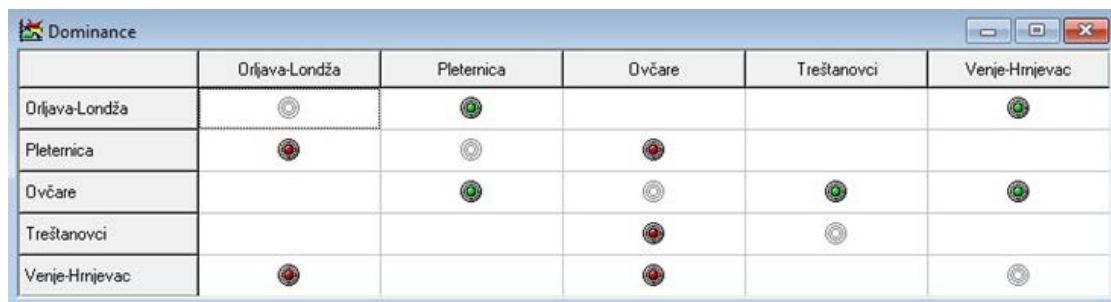 Dominance
Orljava-Londža Pleternica Ovčare Treštanovci Venje-Hrnjevac
Orljava-Londža
Pleternica
Ovčare
Treštanovci
Venje-Hrnjevac